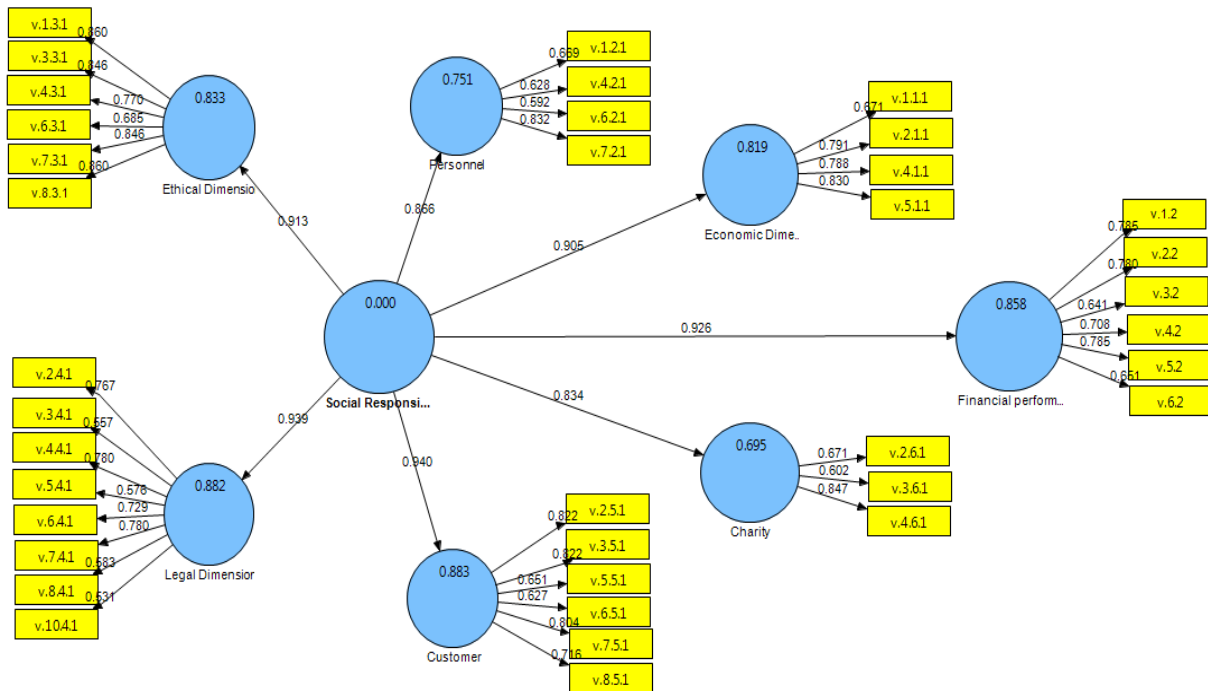 v.1.3.1
0.860
v.3.3.1
0.846
v.4.3.1
0.770
v.6.3.1
0.685
v.7.3.1
0.846
v.8.3.1
0.860
0.833
Ethical Dimensio
0.913
0.751
Personnel
0.866
v.1.2.1
0.669
v.4.2.1
0.628
v.6.2.1
0.592
v.7.2.1
0.832
0.819
Economic Dime..
0.905
v.1.1.1
0.671
v.2.1.1
0.791
v.4.1.1
0.788
v.5.1.1
0.830
0.000
Social Responsi...
0.926
0.858
Financial perform..
v.1.2
0.785
v.2.2
0.780
v.3.2
0.641
v.4.2
0.708
v.5.2
0.785
v.6.2
0.939
0.882
Legal Dimension
v.2.4.1
0.767
v.3.4.1
v.4.4.1
0.780
v.5.4.1
0.576
v.6.4.1
0.729
v.7.4.1
0.780
v.8.4.1
v.10.4.1
0.940
0.883
Customer
v.2.5.1
0.822
v.3.5.1
0.822
v.5.5.1
0.651
v.6.5.1
0.627
v.7.5.1
0.804
v.8.5.1
0.716
0.834
0.695
Charity
v.2.6.1
0.671
v.3.6.1
0.602
v.4.6.1
0.847